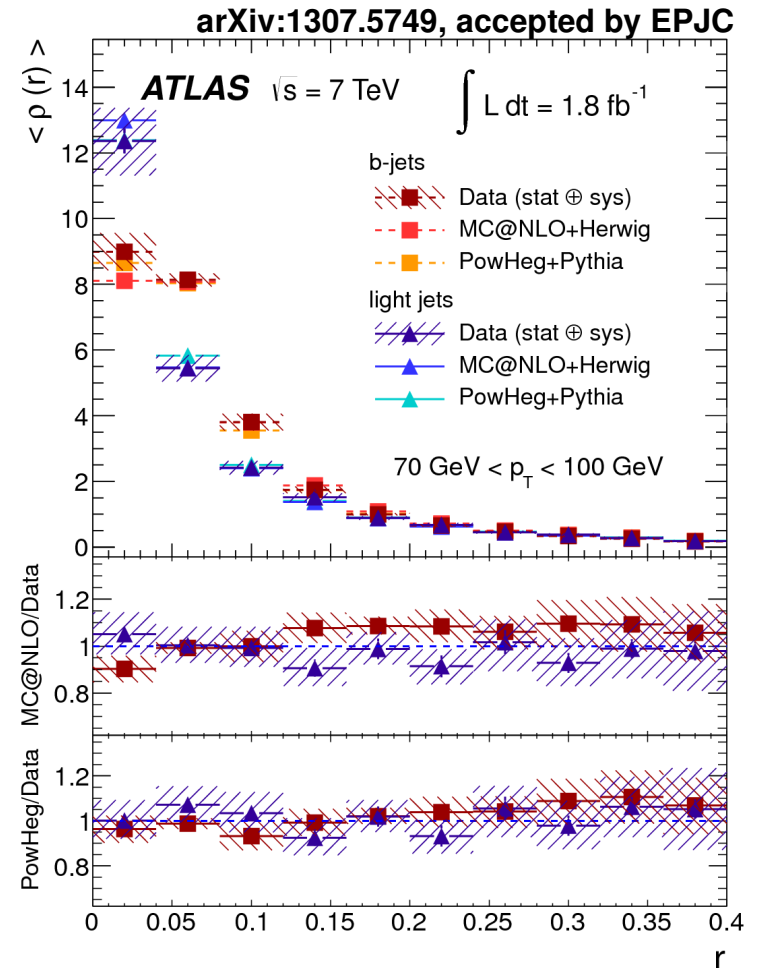 arXiv:1307.5749, accepted by EPJC
< ρ (r) >
ATLAS √s = 7 TeV ∫ L dt = 1.8 fb⁻¹
b-jets
Data (stat ⊕ sys)
MC@NLO+Herwig
PowHeg+Pythia
light jets
Data (stat ⊕ sys)
MC@NLO+Herwig
PowHeg+Pythia
70 GeV < p_T < 100 GeV
14
12
10
8
6
4
2
0
MC@NLO/Data
1.2
1
0.8
PowHeg/Data
1.2
1
0.8
0 0.05 0.1 0.15 0.2 0.25 0.3 0.35 0.4
r